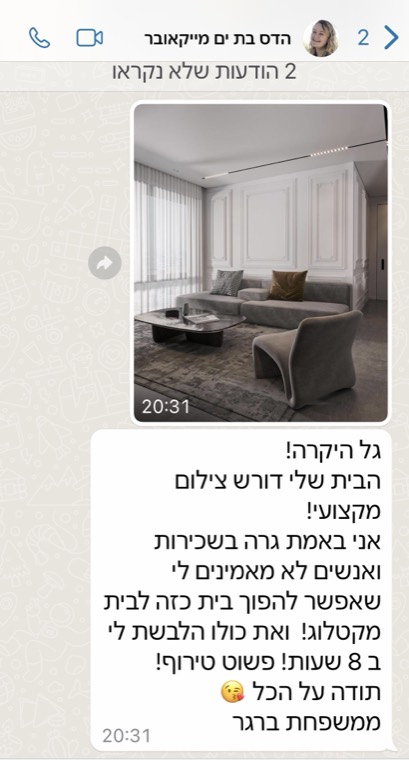 הדס בת ים מייקאובר
2
2 הודעות שלא נקראו
20:31
גל היקרה!
הבית שלי דורש צילום
מקצועי!
אני באמת גרה בשכירות
ואנשים לא מאמינים לי
שאפשר להפוך בית כזה לבית
מקטלוג! ואת כולו הלבשת לי
ב 8 שעות! פשוט טירוף!
תודה על הכל 😘
ממשפחת ברגר
20:31